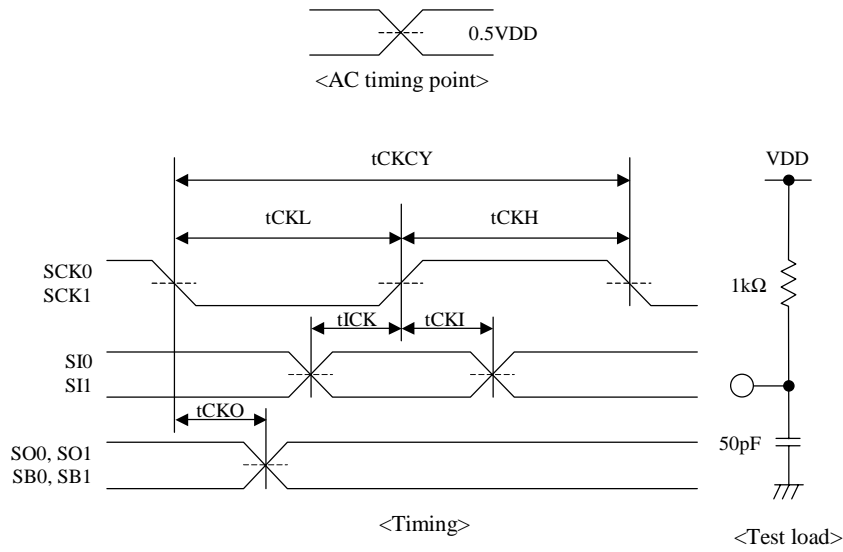 0.5VDD
<AC timing point>
tCKCY
VDD
tCKL
tCKH
SCK0
SCK1
1kΩ
tICK
tCKI
SI0
SI1
tCKO
SO0, SO1
SB0, SB1
50pF
<Timing>
<Test load>